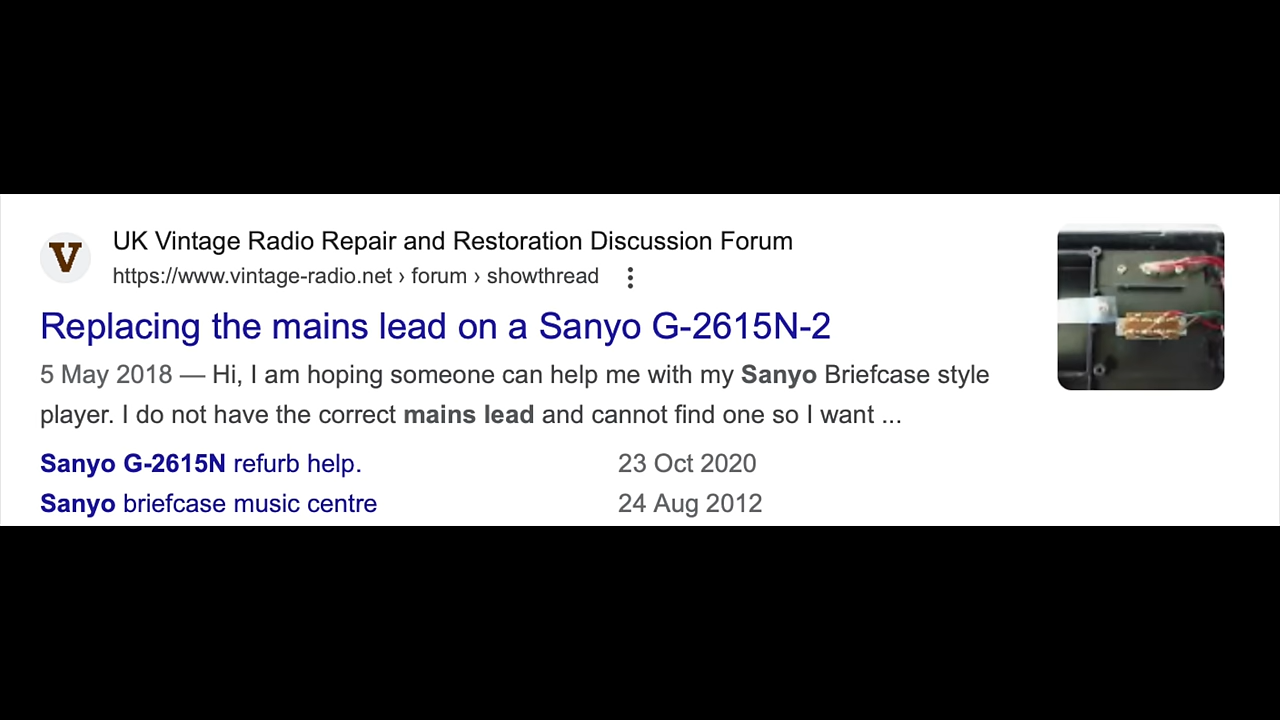 V
UK Vintage Radio Repair and Restoration Discussion Forum
https://www.vintage-radio.net › forum › showthread
Replacing the mains lead on a Sanyo G-2615N-2
5 May 2018 — Hi, I am hoping someone can help me with my Sanyo Briefcase style
player. I do not have the correct mains lead and cannot find one so I want ...
Sanyo G-2615N refurb help. 23 Oct 2020
Sanyo briefcase music centre 24 Aug 2012